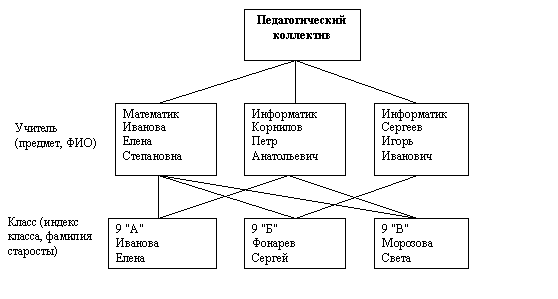 Педагогический
коллектив
Учитель
(предмет, ФИО)
Математик
Иванова
Елена
Степановна
Информатик
Корнилов
Петр
Анатольевич
Информатик
Сергеев
Игорь
Иванович
Класс (индекс
класса, фамилия
старосты)
9 "А"
Иванова
Елена
9 "Б"
Фонарев
Сергей
9 "В"
Морозова
Света